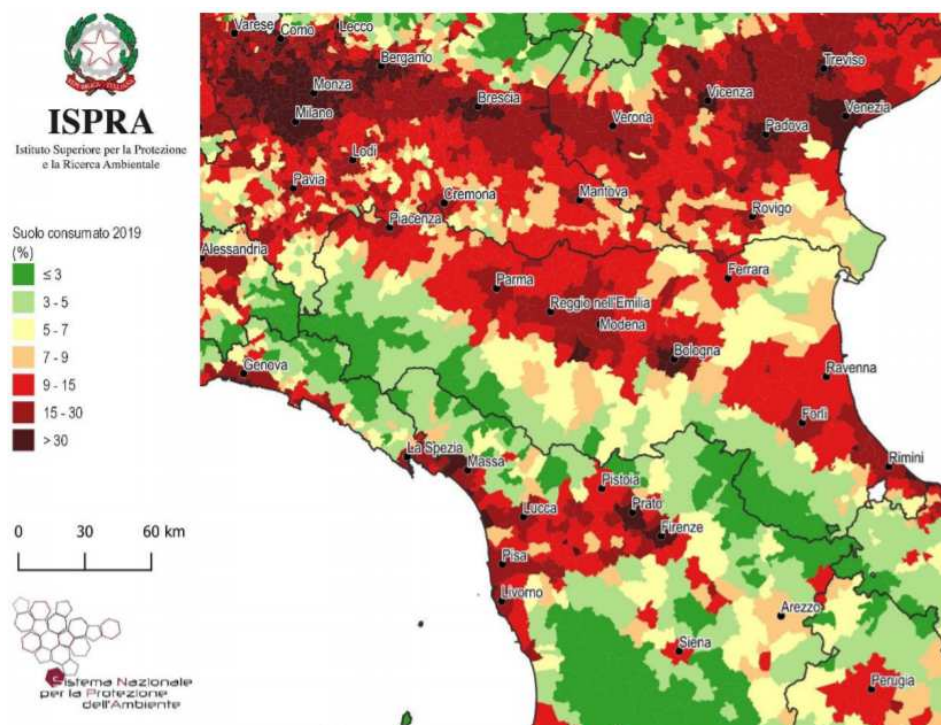 ISPRA
Istituto Superiore per la Protezione
e la Ricerca Ambientale
Suolo consumato 2019
(%)
≤ 3
3 - 5
5 - 7
7 - 9
9 - 15
15 - 30
> 30
0 30 60 km
Sistema Nazionale
per la Protezione
dell'Ambiente
Varese
Como
Lecco
Bergamo
Treviso
Monza
Brescia
Vicenza
Venezia
Milano
Verona
Padova
Lodi
Pavia
Cremona
Mantova
Rovigo
Piacenza
Alessandria
Parma
Ferrara
Reggio nell'Emilia
Modena
Bologna
Genova
Ravenna
Forlì
La Spezia
Massa
Rimini
Pistoia
Lucca
Prato
Firenze
Pisa
Livorno
Arezzo
Siena
Perugia